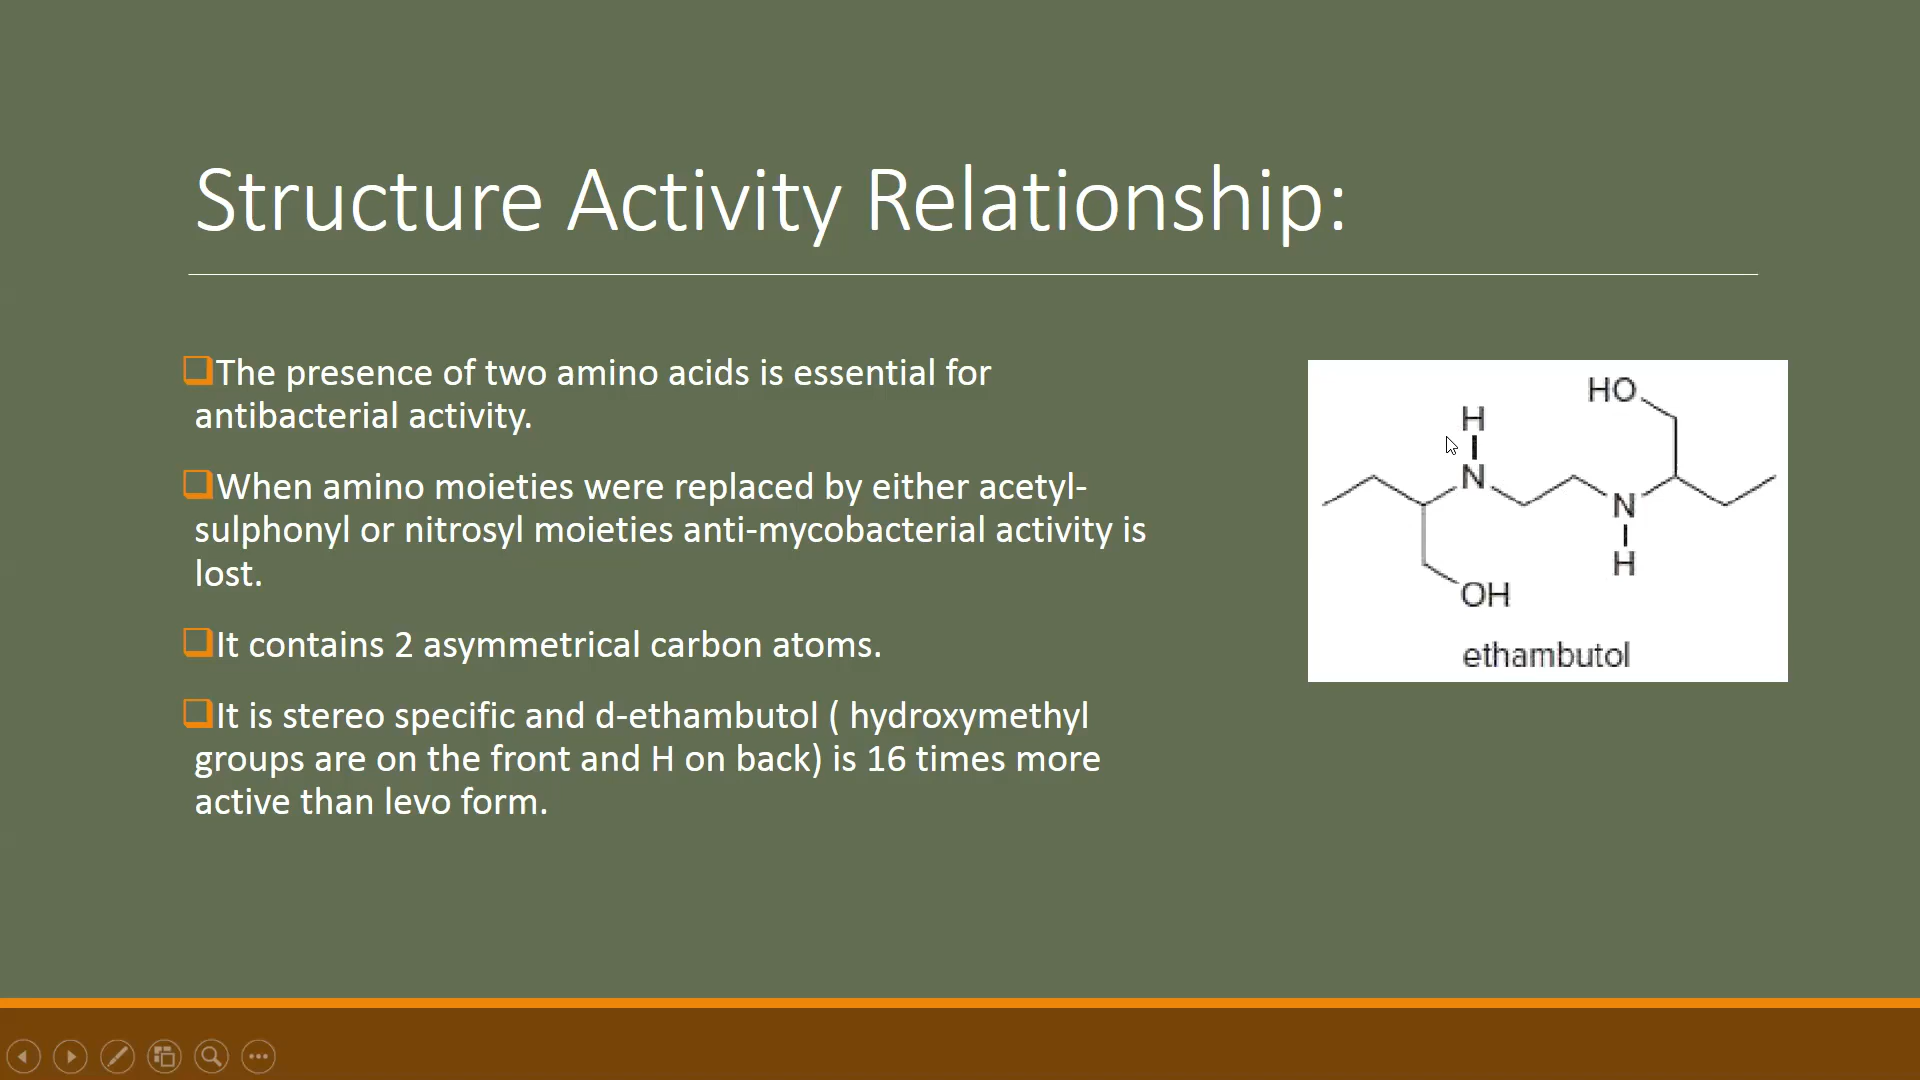 Structure Activity Relationship:
The presence of two amino acids is essential for
antibacterial activity.
When amino moieties were replaced by either acetyl-
sulphonyl or nitrosyl moieties anti-mycobacterial activity is
lost.
It contains 2 asymmetrical carbon atoms.
It is stereo specific and d-ethambutol ( hydroxymethyl
groups are on the front and H on back) is 16 times more
active than levo form.
HO
H
N
N
H
OH
ethambutol